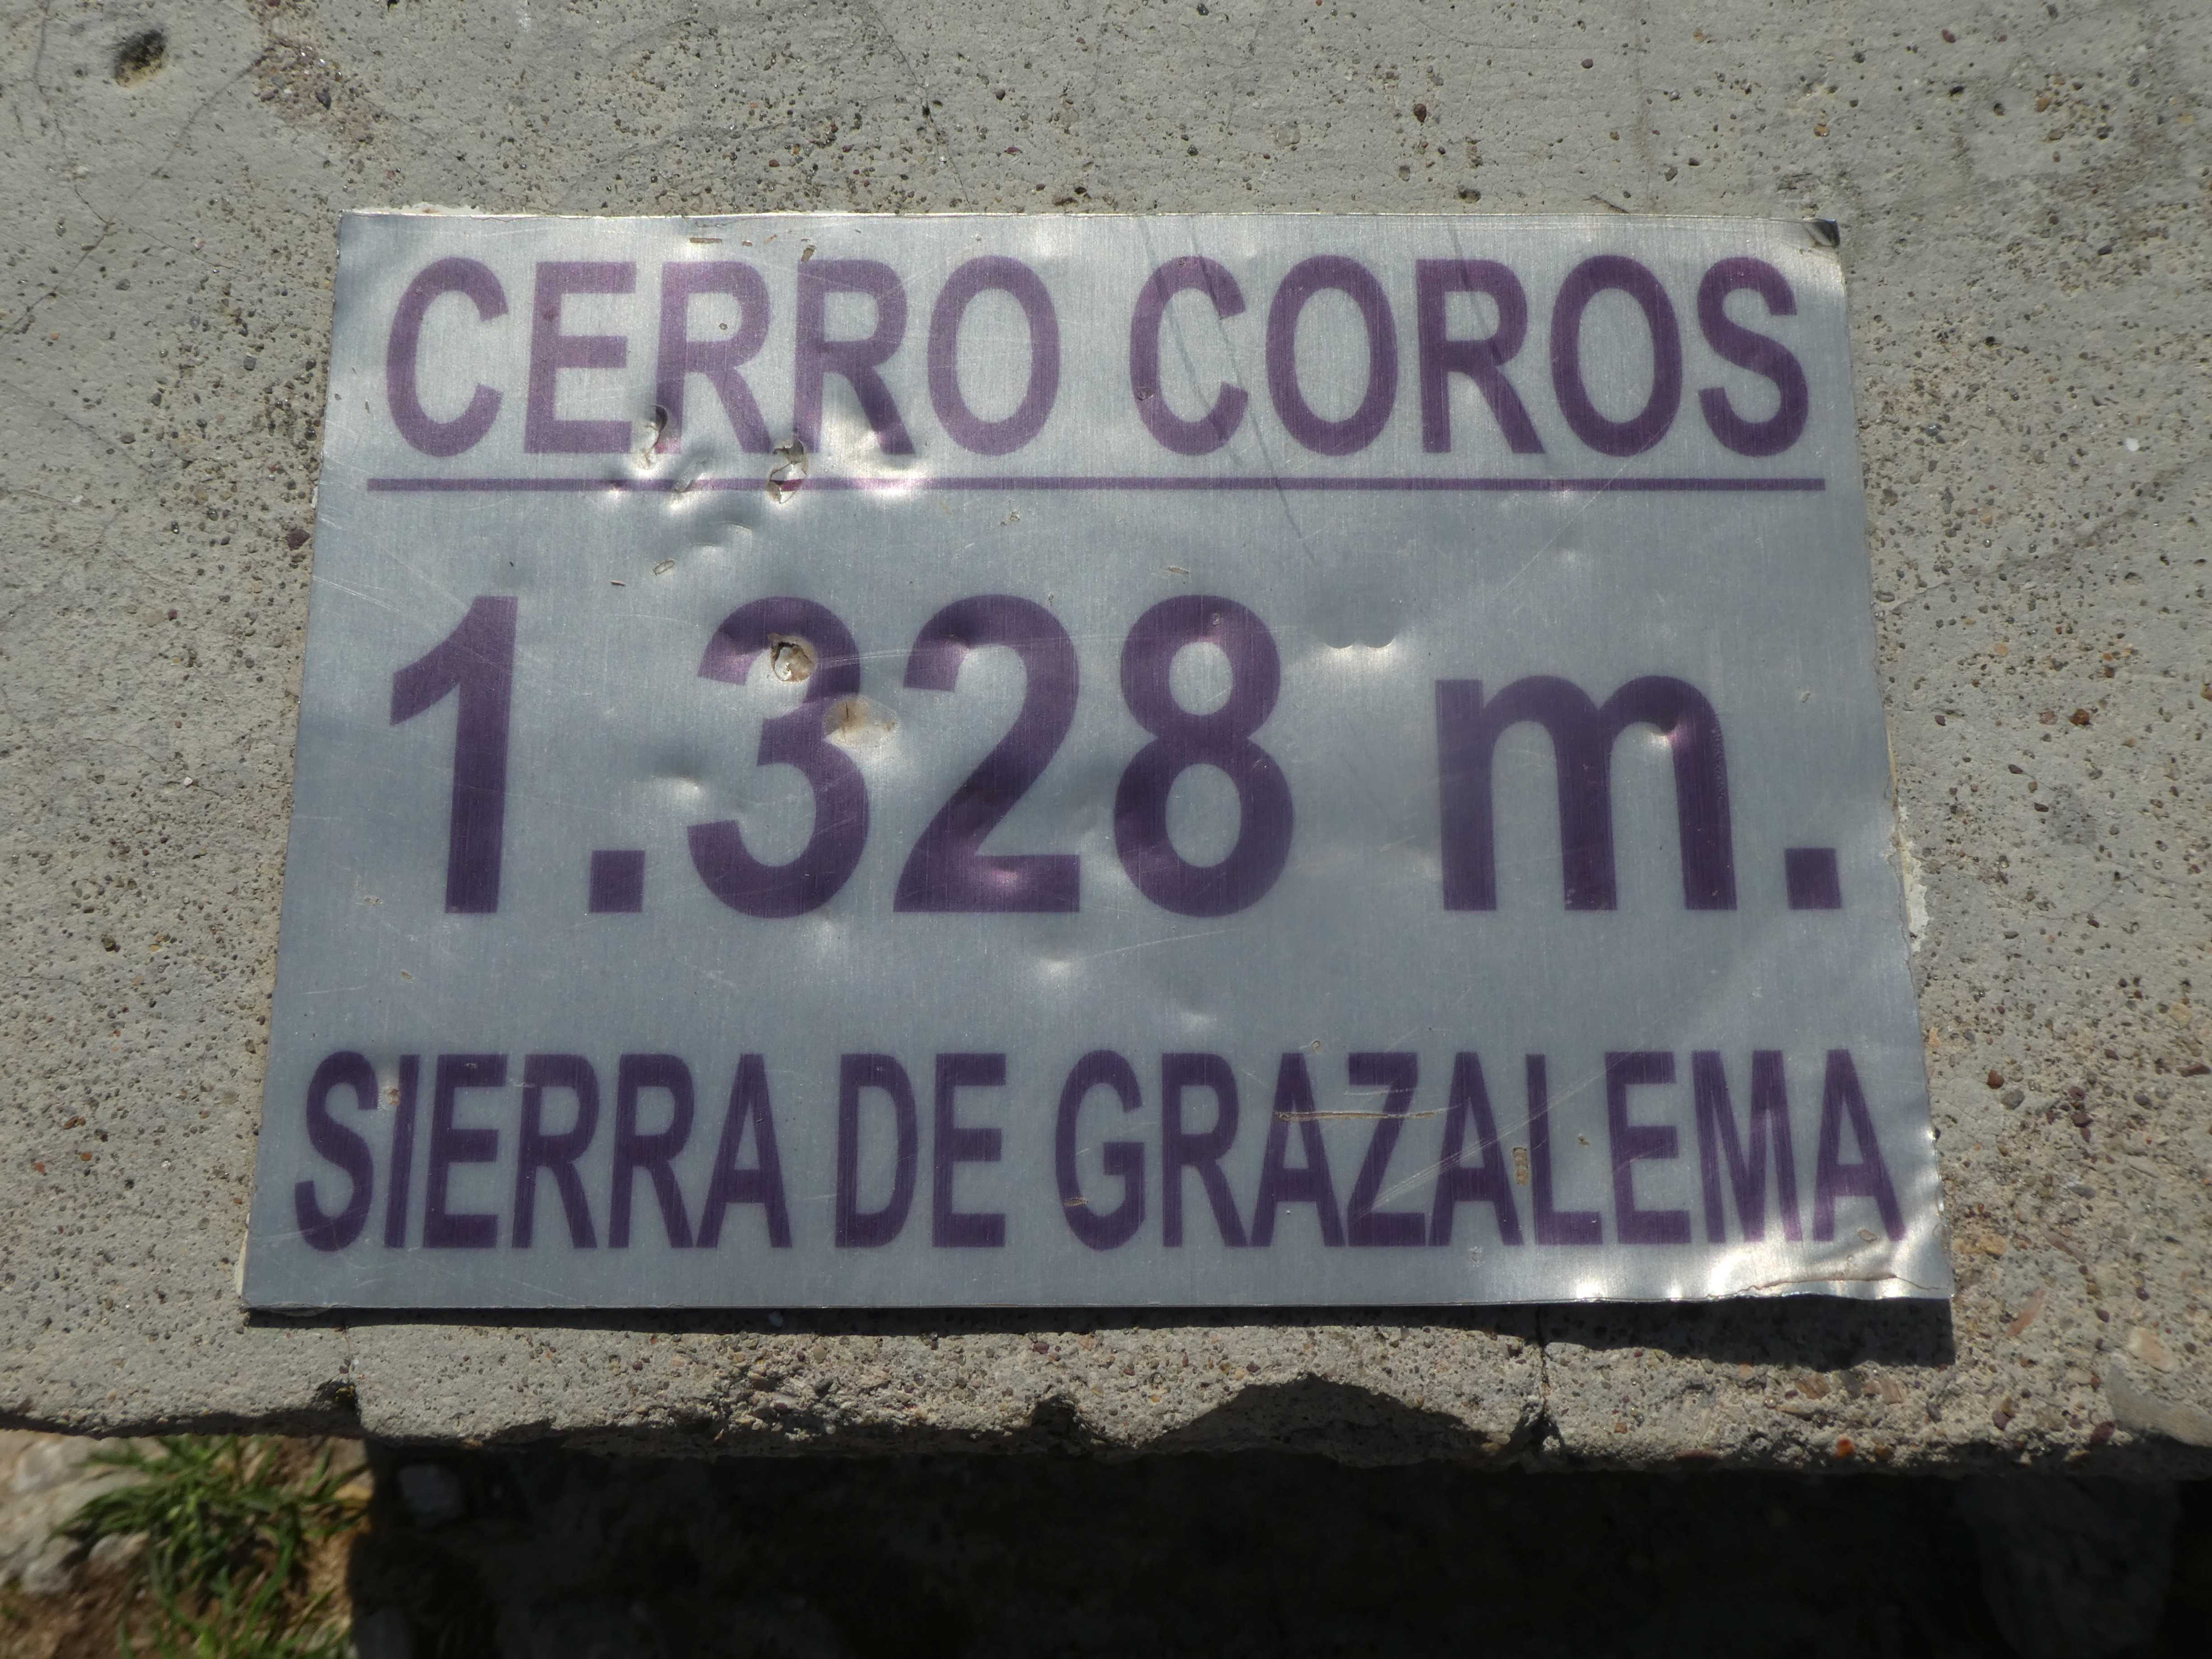 CERRO COROS
1.328 m.
SIERRA DE GRAZALEMA